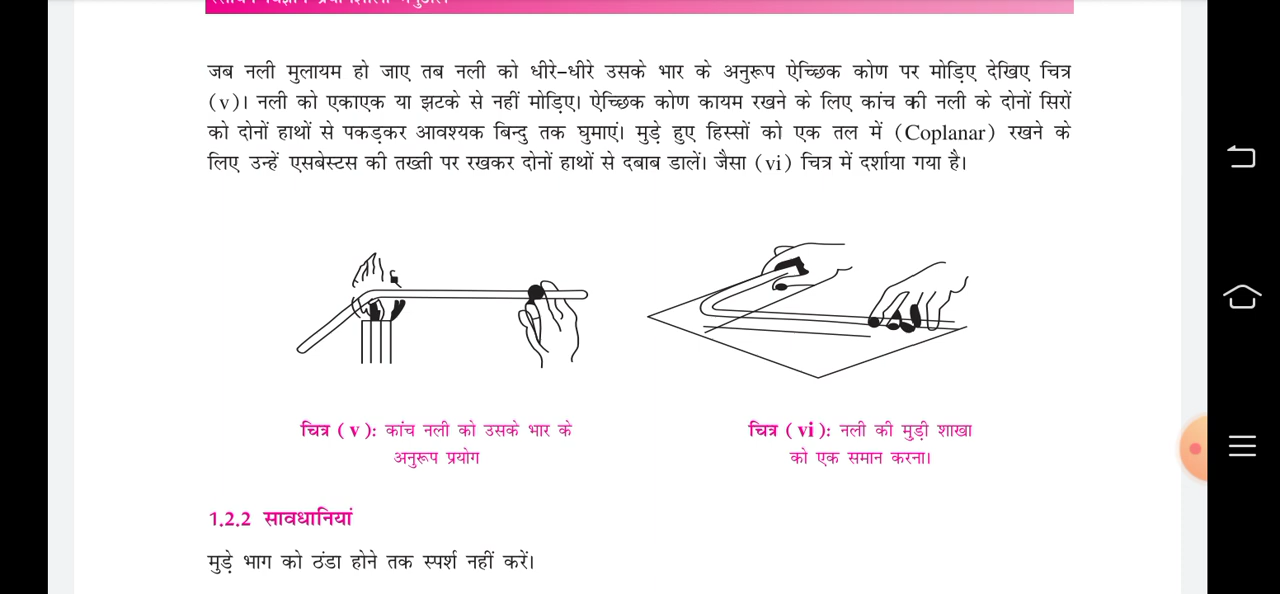 जब नली मुलायम हो जाए तब नली को धीरे-धीरे उसके भार के अनुरूप ऐच्छिक कोण पर मोड़िए देखिए चित्र
(v)। नली को एकाएक या झटके से नहीं मोड़िए। ऐच्छिक कोण कायम रखने के लिए कांच की नली के दोनों सिरों
को दोनों हाथों से पकड़कर आवश्यक बिन्दु तक घुमाएं। मुड़े हुए हिस्सों को एक तल में (Coplanar) रखने के
लिए उन्हें एसबेस्टस की तख्ती पर रखकर दोनों हाथों से दबाब डालें। जैसा (vi) चित्र में दर्शाया गया है।
चित्र (v): कांच नली को उसके भार के
अनुरूप प्रयोग
चित्र (vi): नली की मुड़ी शाखा
को एक समान करना।
1.2.2 सावधानियां
मुड़े भाग को ठंडा होने तक स्पर्श नहीं करें।